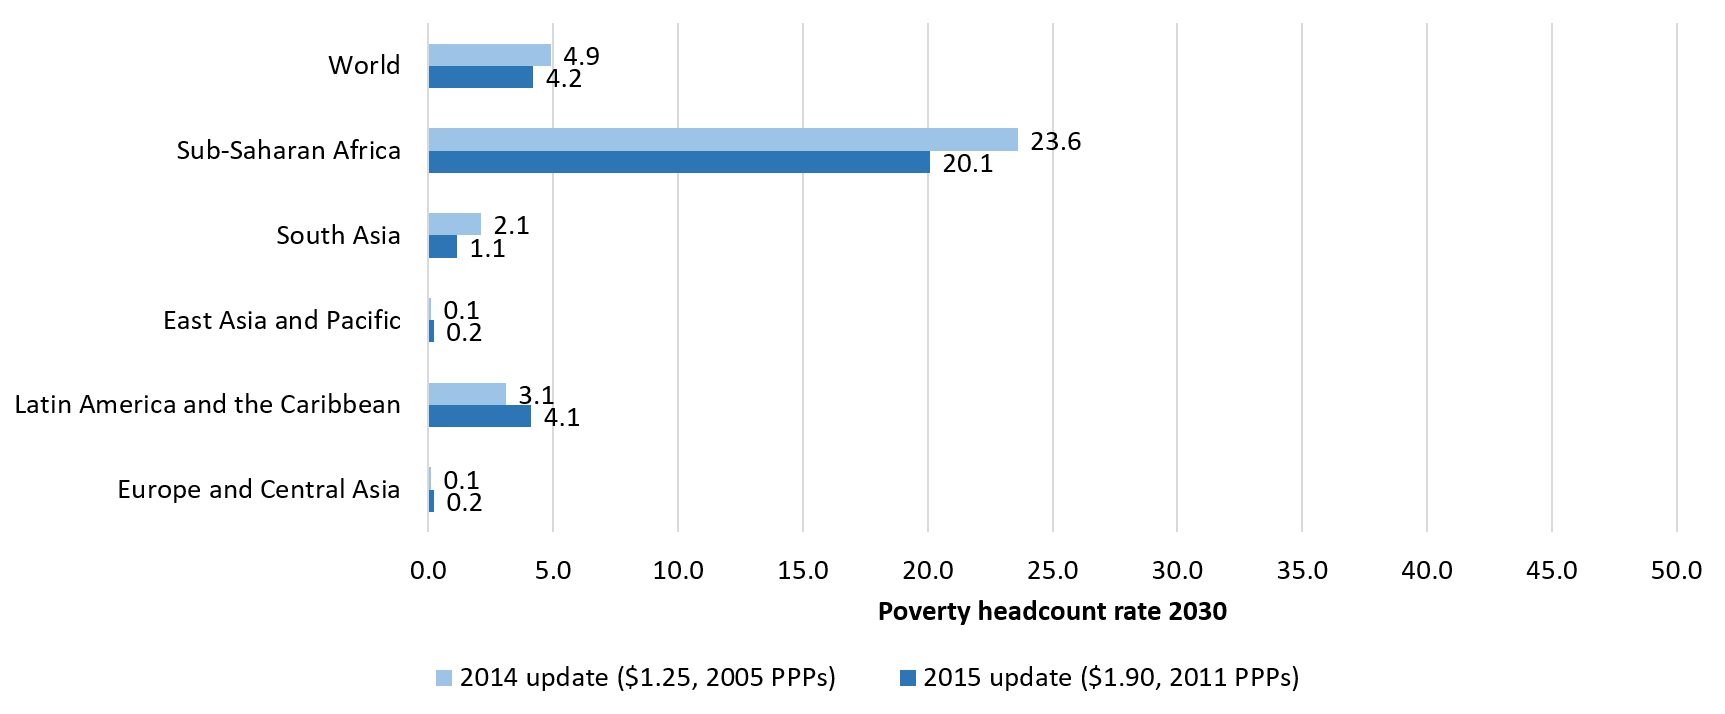 World
4.9
4.2
Sub-Saharan Africa
23.6
20.1
South Asia
2.1
1.1
East Asia and Pacific
0.1
0.2
Latin America and the Caribbean
3.1
4.1
Europe and Central Asia
0.1
0.2
0.0 5.0 10.0 15.0 20.0 25.0 30.0 35.0 40.0 45.0 50.0
Poverty headcount rate 2030
2014 update ($1.25, 2005 PPPs) 2015 update ($1.90, 2011 PPPs)